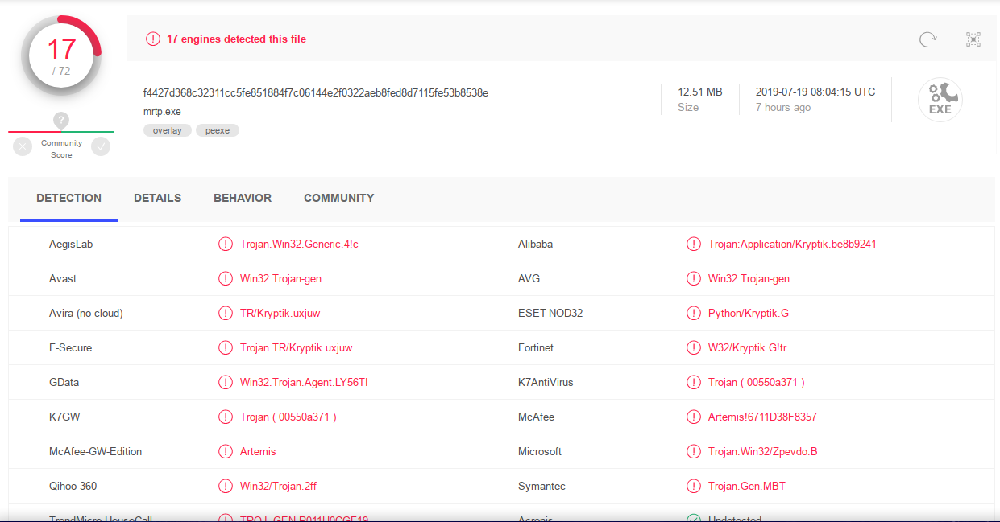 17
/ 72
?
Community
Score
17 engines detected this file
f4427d368c32311cc5fe851884f7c06144e2f0322aeb8fed8d7115fe53b8538e
mrtp.exe
overlay peexe
12.51 MB
Size
2019-07-19 08:04:15 UTC
7 hours ago
EXE
DETECTION DETAILS BEHAVIOR COMMUNITY
AegisLab Trojan.Win32.Generic.4!c Alibaba Trojan:Application/Kryptik.be8b9241
Avast Win32:Trojan-gen AVG Win32:Trojan-gen
Avira (no cloud) TR/Kryptik.uxjuw ESET-NOD32 Python/Kryptik.G
F-Secure Trojan.TR/Kryptik.uxjuw Fortinet W32/Kryptik.G!tr
GData Win32.Trojan.Agent.LY56TI K7AntiVirus Trojan ( 00550a371 )
K7GW Trojan ( 00550a371 ) McAfee Artemis!6711D38F8357
McAfee-GW-Edition Artemis Microsoft Trojan:Win32/Zpevdo.B
Qihoo-360 Win32/Trojan.2ff Symantec Trojan.Gen.MBT
TrendMicro-HouseCall TROJ_GEN.R011H0CGF19 Acronis Undetected